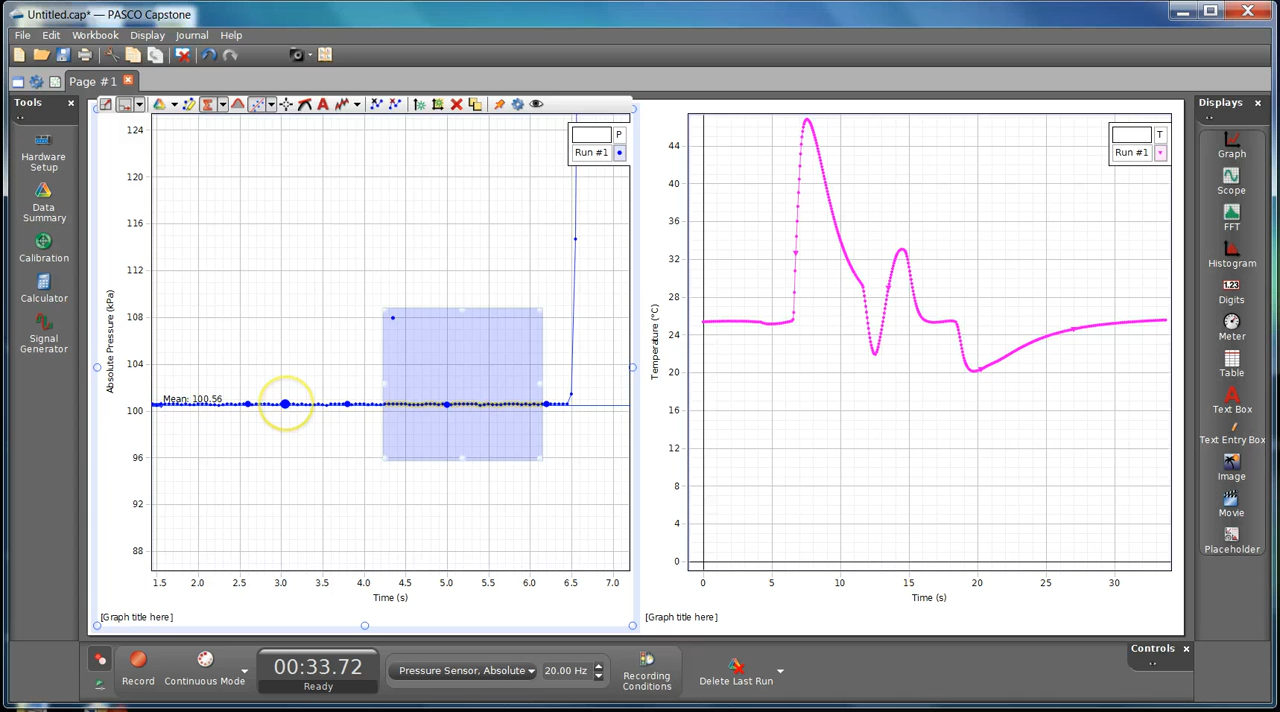 Untitled.cap* — PASCO Capstone
File Edit Workbook Display Journal Help
Page #1
Tools
Hardware Setup
Data Summary
Calibration
Calculator
Signal Generator
Absolute Pressure (kPa)
124
120
116
112
108
104
100
96
92
88
Mean: 100.56
P
Run #1
1.5 2.0 2.5 3.0 3.5 4.0 4.5 5.0 5.5 6.0 6.5 7.0
Time (s)
[Graph title here]
Temperature (°C)
44
40
36
32
28
24
20
16
12
8
4
0
T
Run #1
0 5 10 15 20 25 30
Time (s)
[Graph title here]
Displays
Graph
Scope
FFT
Histogram
1.23
Digits
Meter
Table
Text Box
Text Entry Box
Image
Movie
Placeholder
Record
Continuous Mode
00:33.72
Ready
Pressure Sensor, Absolute
20.00 Hz
Recording Conditions
Delete Last Run
Controls